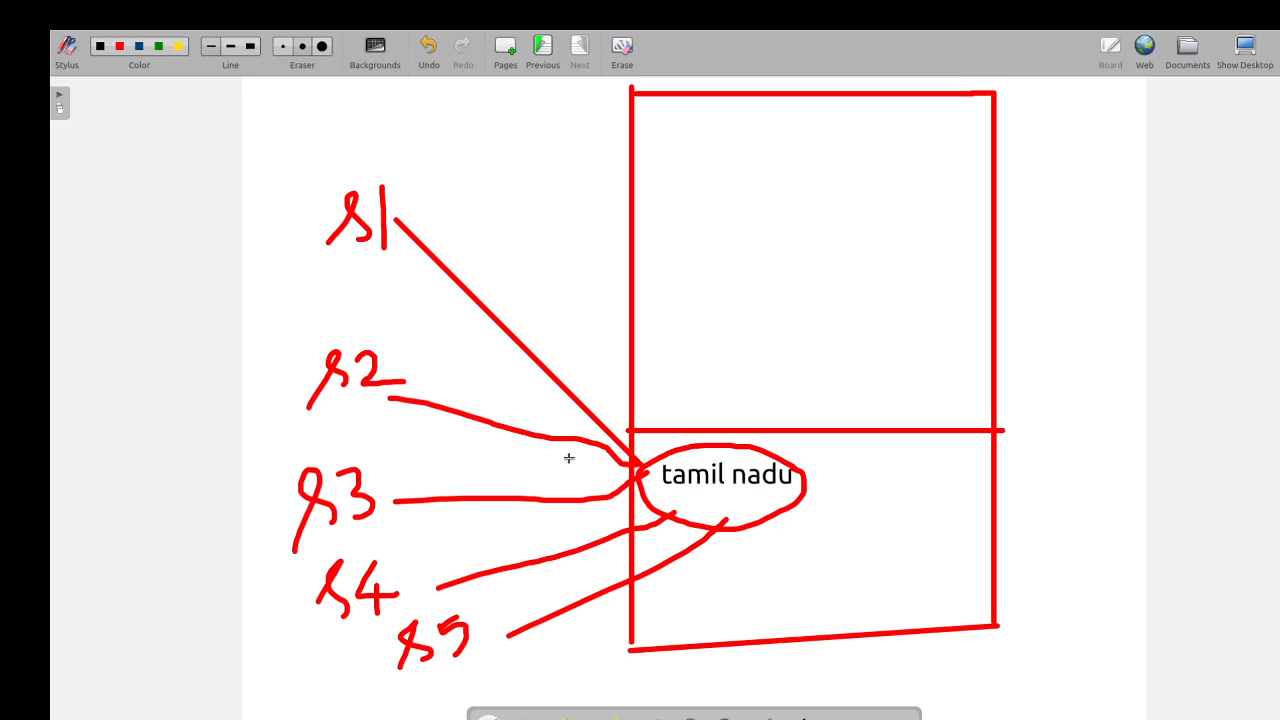 Stylus Color Line Eraser Backgrounds Undo Redo Pages Previous Next Erase Board Web Documents Show Desktop
s1
s2
tamil nadu
s3
s4
s5